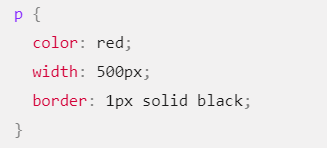 p {
  color: red;
  width: 500px;
  border: 1px solid black;
}